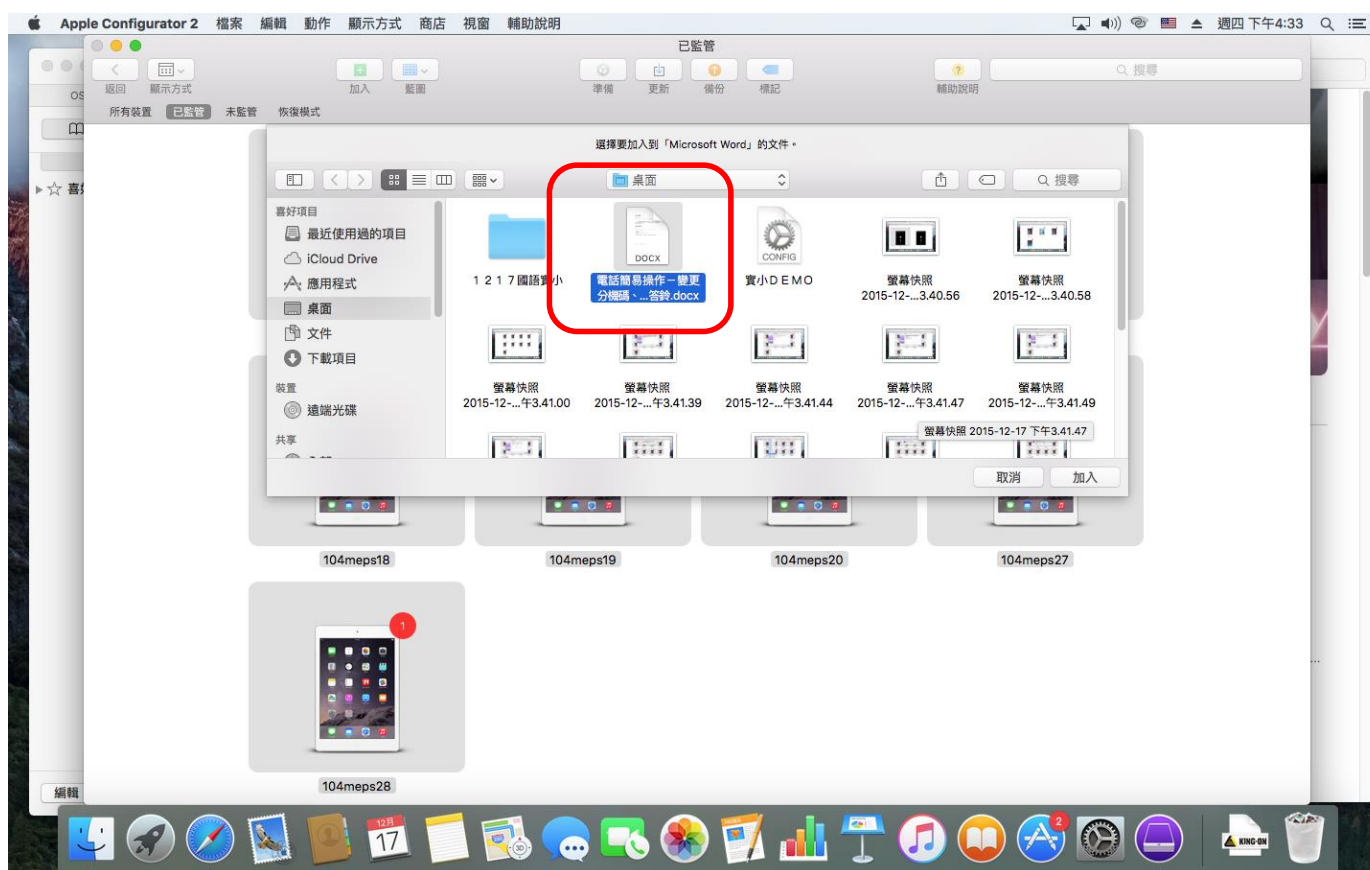 Apple Configurator 2 檔案 編輯 動作 顯示方式 商店 視窗 輔助說明 週四 下午4:33
已監管
返回 顯示方式 加入 藍圖 準備 更新 備份 標記 輔助說明 搜尋
OS
所有裝置 已監管 未監管 恢復模式
選擇要加入到「Microsoft Word」的文件。
桌面 搜尋
喜好項目
最近使用過的項目
iCloud Drive
應用程式
桌面
文件
下載項目
裝置
遠端光碟
共享
DOCX CONFIG
1217國語實小
電話簡易操作－變更
分機碼、...答鈴.docx
實小DEMO
螢幕快照
2015-12-...3.40.56
螢幕快照
2015-12-...3.40.58
螢幕快照
2015-12-...午3.41.00
螢幕快照
2015-12-...午3.41.39
螢幕快照
2015-12-...午3.41.44
螢幕快照
2015-12-...午3.41.47
螢幕快照
2015-12-...午3.41.49
螢幕快照 2015-12-17 下午3.41.47
取消 加入
104meps18 104meps19 104meps20 104meps27
1
104meps28
編輯
12月
17
3D
PAGES
2
KING-ON